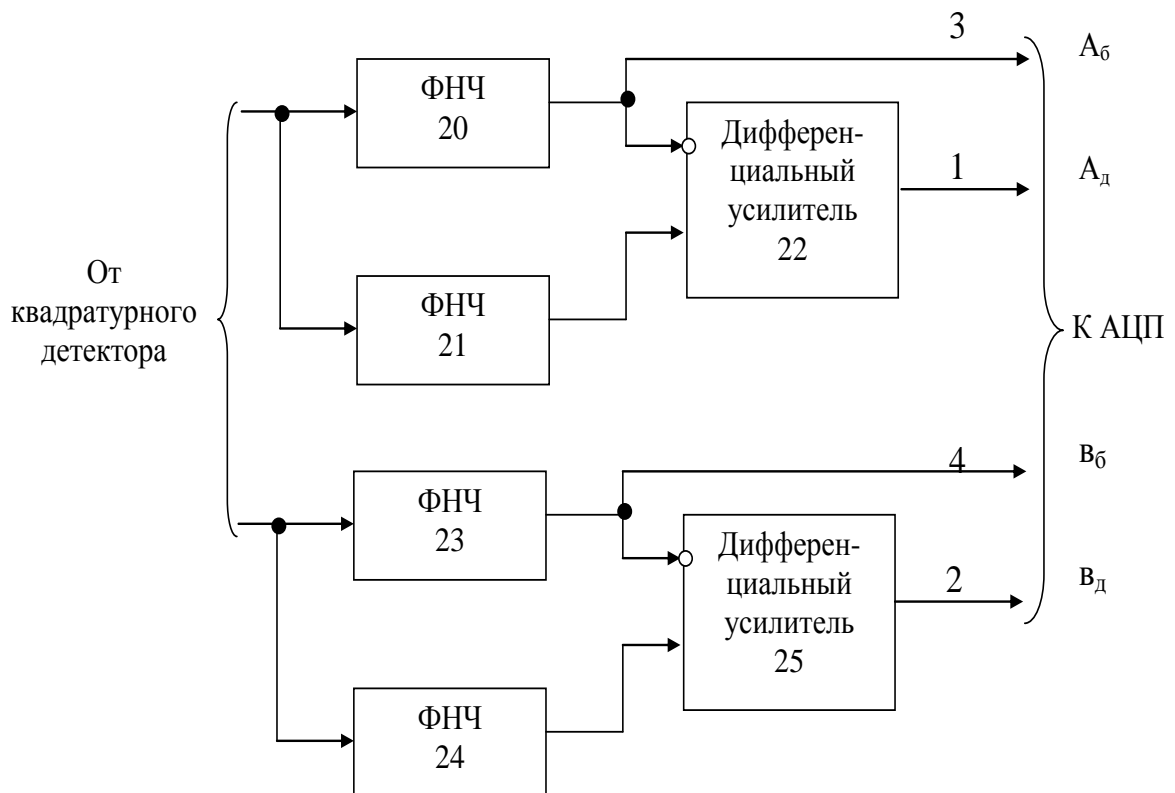 3
Аб
ФНЧ
20
Дифферен-
циальный
усилитель
22
1
Ад
От
квадратурного
детектора
ФНЧ
21
К АЦП
ФНЧ
23
4
вб
Дифферен-
циальный
усилитель
25
2
вд
ФНЧ
24